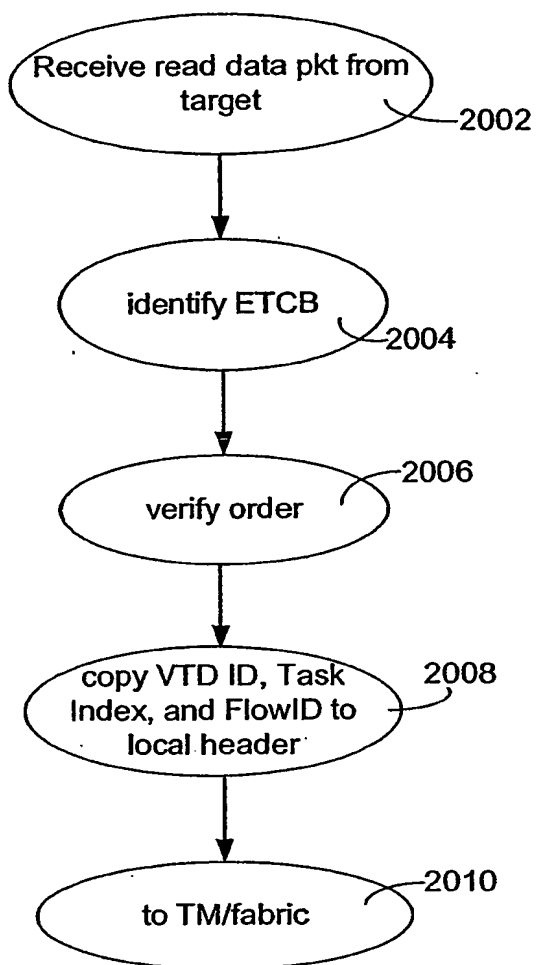 Receive read data pkt from
target
2002
identify ETCB
2004
2006
verify order
copy VTD ID, Task
Index, and FlowID to
local header
2008
2010
to TM/fabric